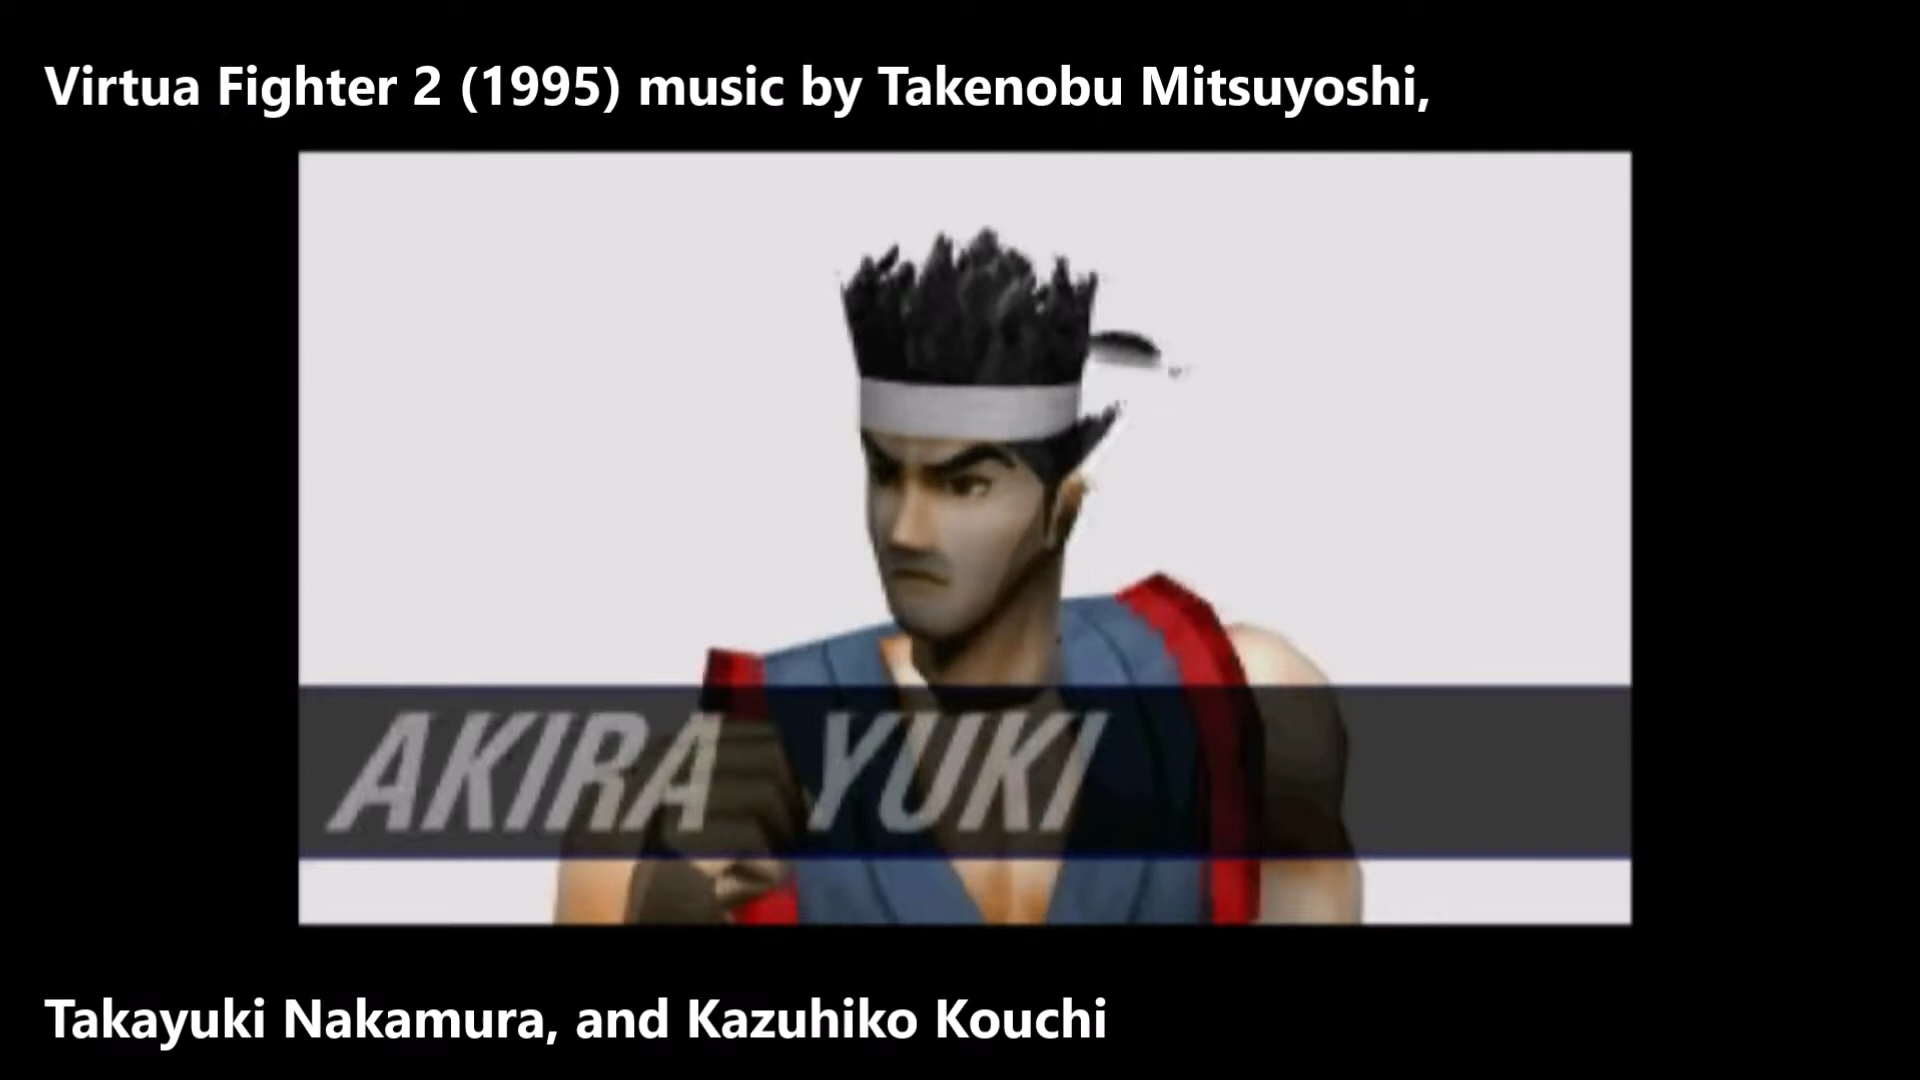 Virtua Fighter 2 (1995) music by Takenobu Mitsuyoshi,
AKIRA YUKI
Takayuki Nakamura, and Kazuhiko Kouchi